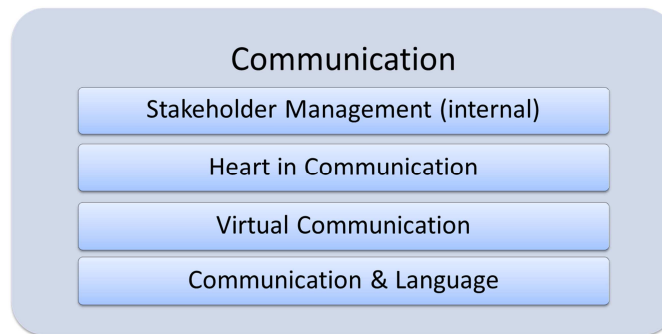 Communication
Stakeholder Management (internal)
Heart in Communication
Virtual Communication
Communication & Language